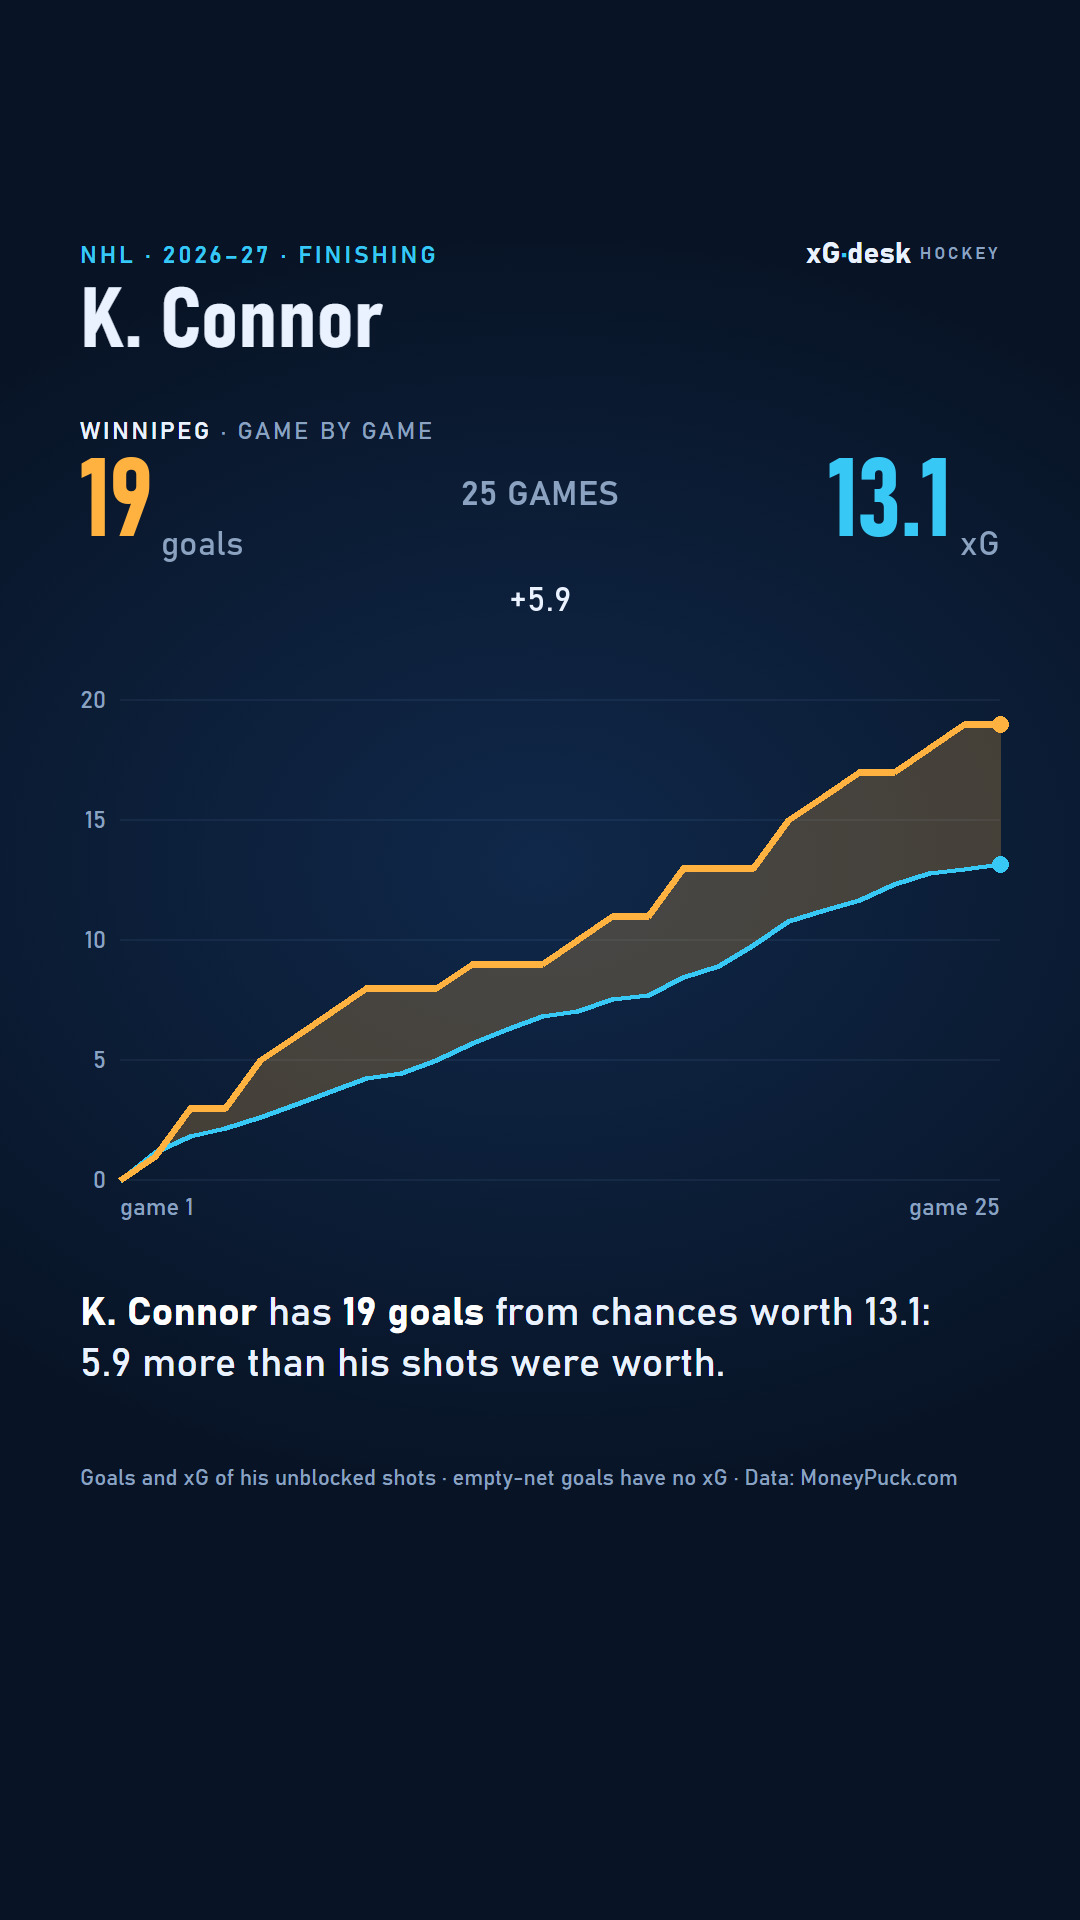 NHL · 2026–27 · FINISHING
xG·desk HOCKEY
K. Connor
WINNIPEG · GAME BY GAME
19 goals
25 GAMES
13.1 xG
+5.9
20
15
10
5
0
game 1
game 25
K. Connor has 19 goals from chances worth 13.1:
5.9 more than his shots were worth.
Goals and xG of his unblocked shots · empty-net goals have no xG · Data: MoneyPuck.com